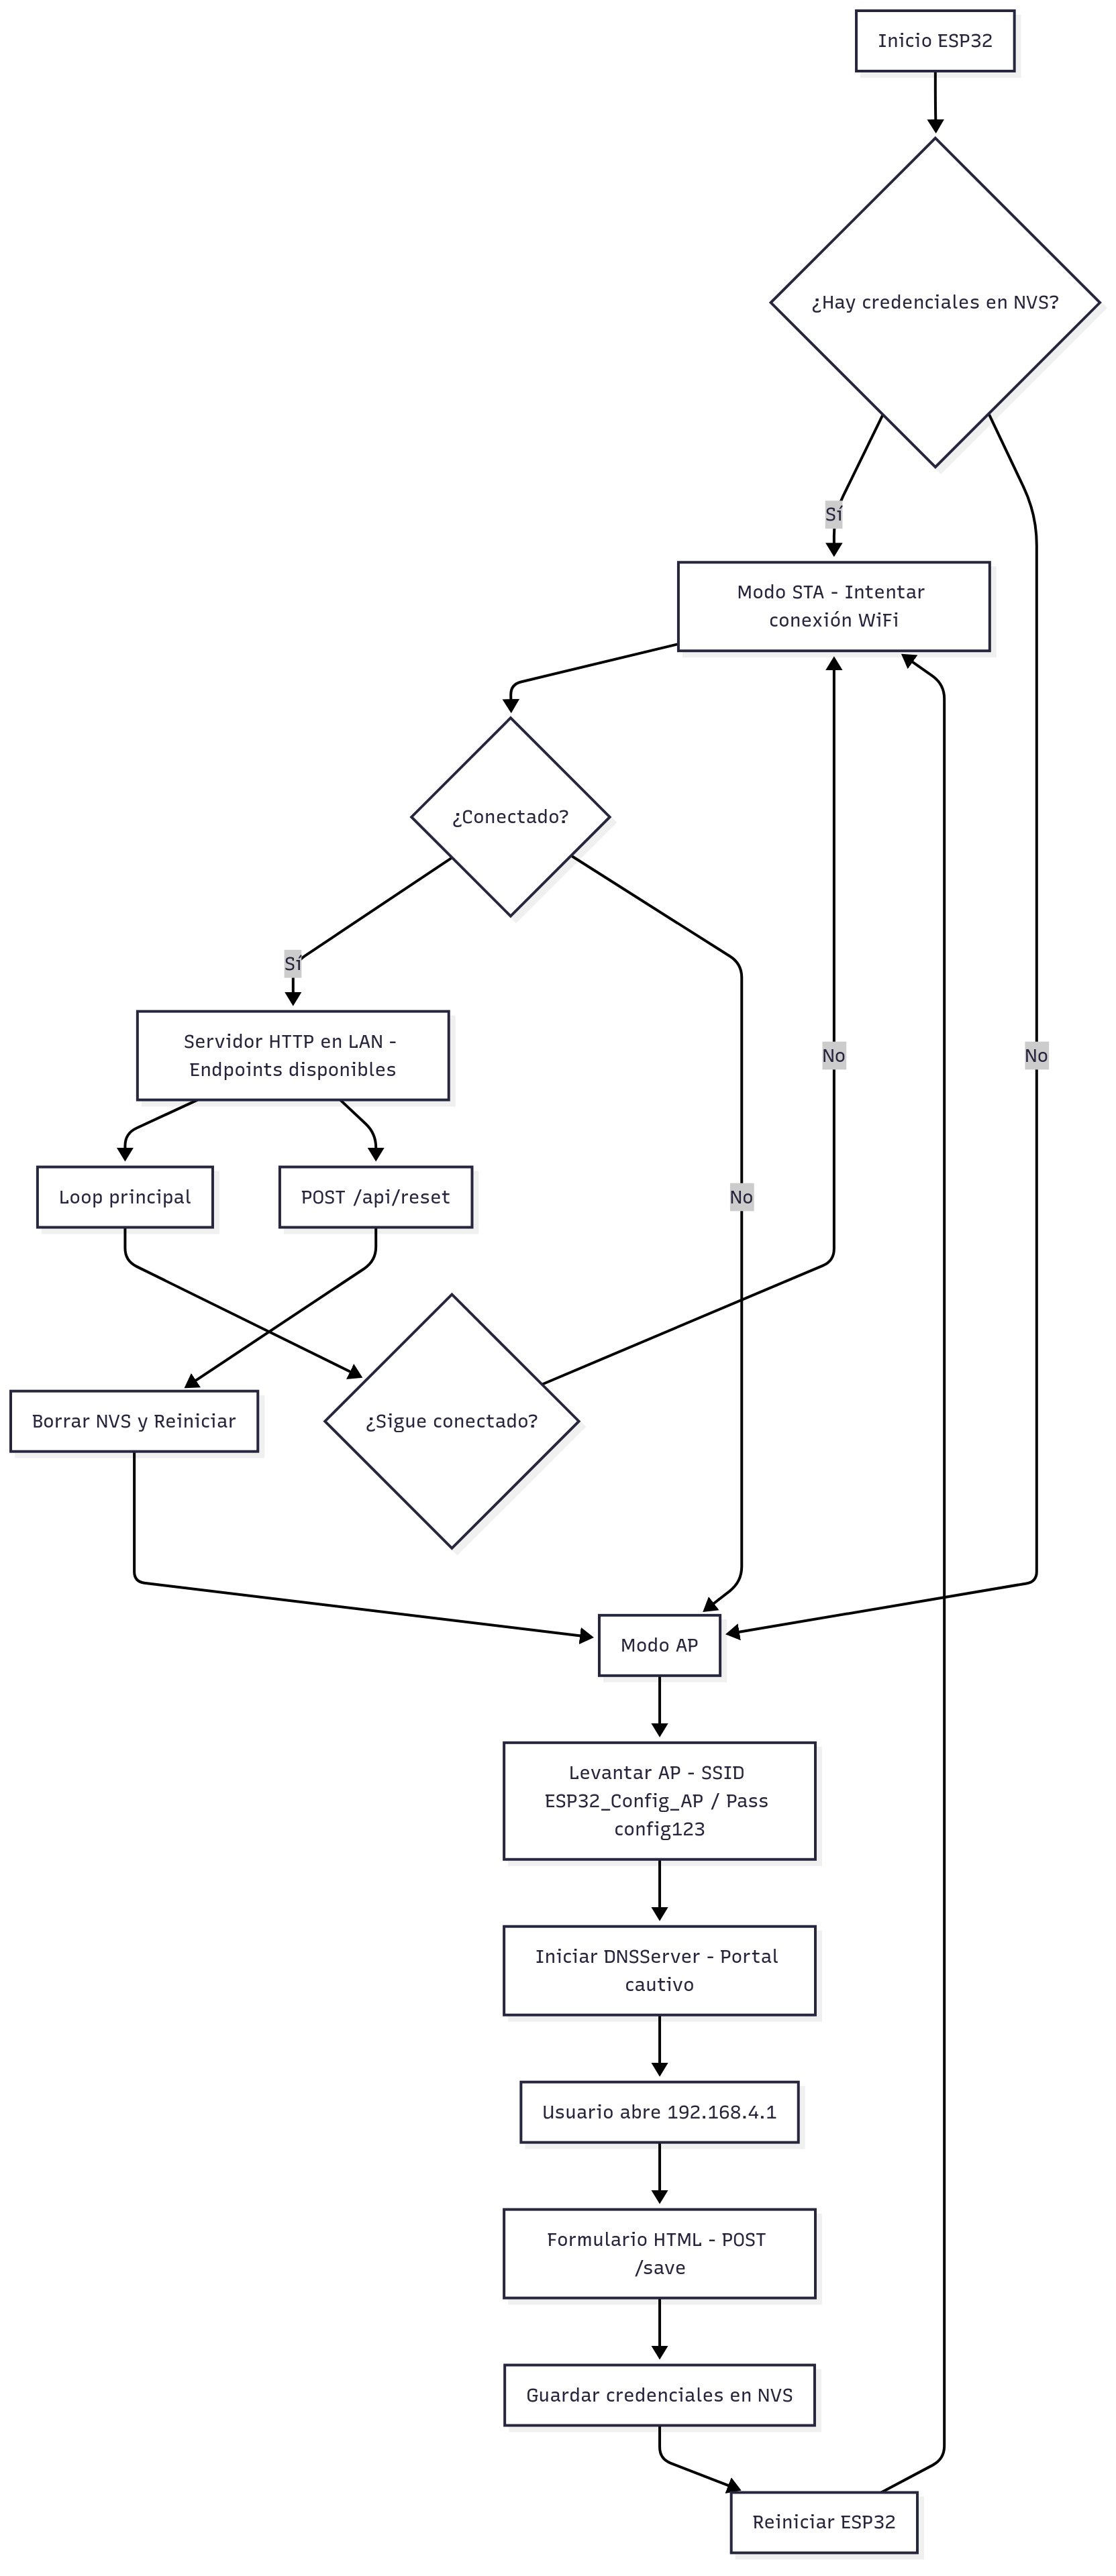 Inicio ESP32
¿Hay credenciales en NVS?
Sí
Modo STA - Intentar
conexión WiFi
¿Conectado?
Sí
Servidor HTTP en LAN -
Endpoints disponibles
No
No
Loop principal
POST /api/reset
No
Borrar NVS y Reiniciar
¿Sigue conectado?
Modo AP
Levantar AP - SSID
ESP32_Config_AP / Pass
config123
Iniciar DNSServer - Portal
cautivo
Usuario abre 192.168.4.1
Formulario HTML - POST
/save
Guardar credenciales en NVS
Reiniciar ESP32